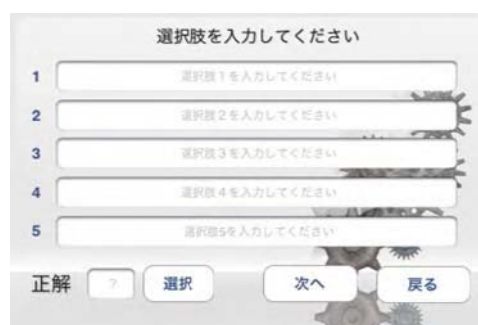 選択肢を入力してください
1 選択肢1を入力してください
2 選択肢2を入力してください
3 選択肢3を入力してください
4 選択肢4を入力してください
5 選択肢5を入力してください
正解 ? 選択 次へ 戻る